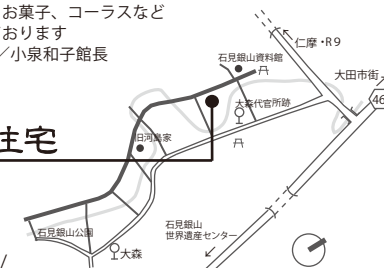 お菓子、コーラスなど
おります
／小泉和子館長
仁摩・R9
石見銀山資料館
大田市街
46
大森代官所跡
旧河島家
住宅
石見銀山
世界遺産センター
石見銀山公園
大森